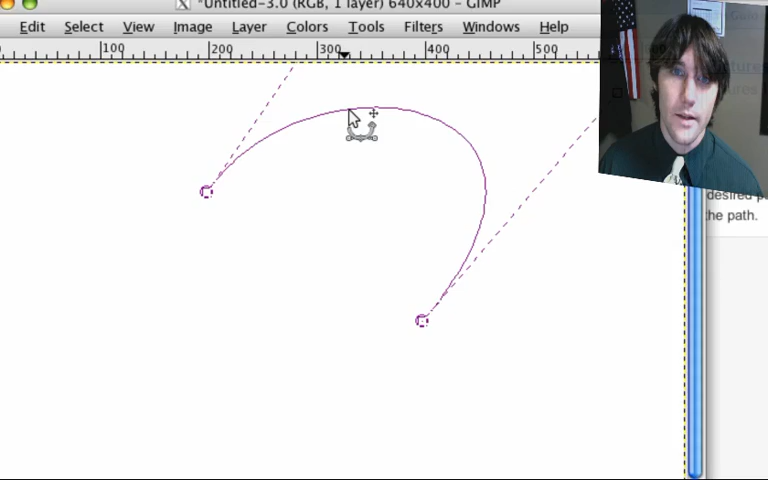 "Untitled-3.0 (RGB, 1 layer) 640x400 – GIMP
Edit Select View Image Layer Colors Tools Filters Windows Help
100 200 300 400 500
desired p
the path.